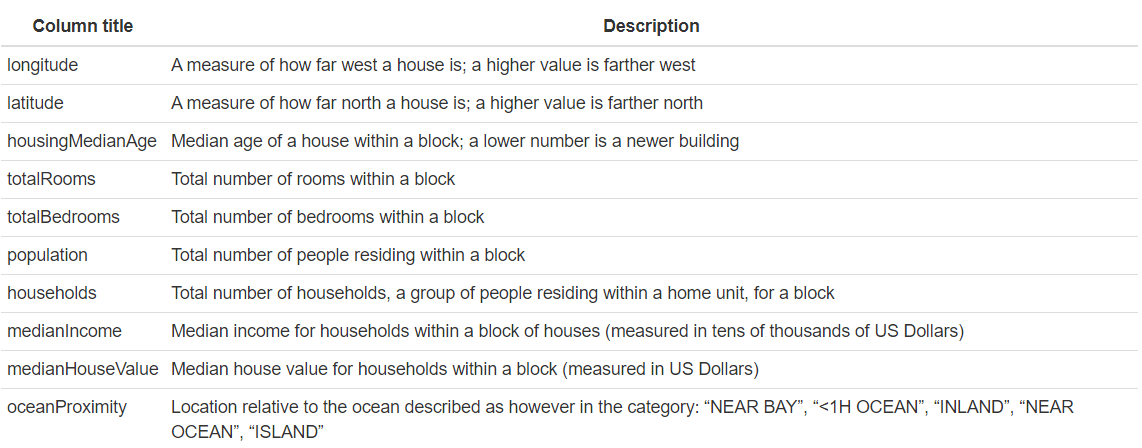 Column title Description
longitude A measure of how far west a house is; a higher value is farther west
latitude A measure of how far north a house is; a higher value is farther north
housingMedianAge Median age of a house within a block; a lower number is a newer building
totalRooms Total number of rooms within a block
totalBedrooms Total number of bedrooms within a block
population Total number of people residing within a block
households Total number of households, a group of people residing within a home unit, for a block
medianIncome Median income for households within a block of houses (measured in tens of thousands of US Dollars)
medianHouseValue Median house value for households within a block (measured in US Dollars)
oceanProximity Location relative to the ocean described as however in the category: “NEAR BAY”, “<1H OCEAN”, “INLAND”, “NEAR
OCEAN”, “ISLAND”